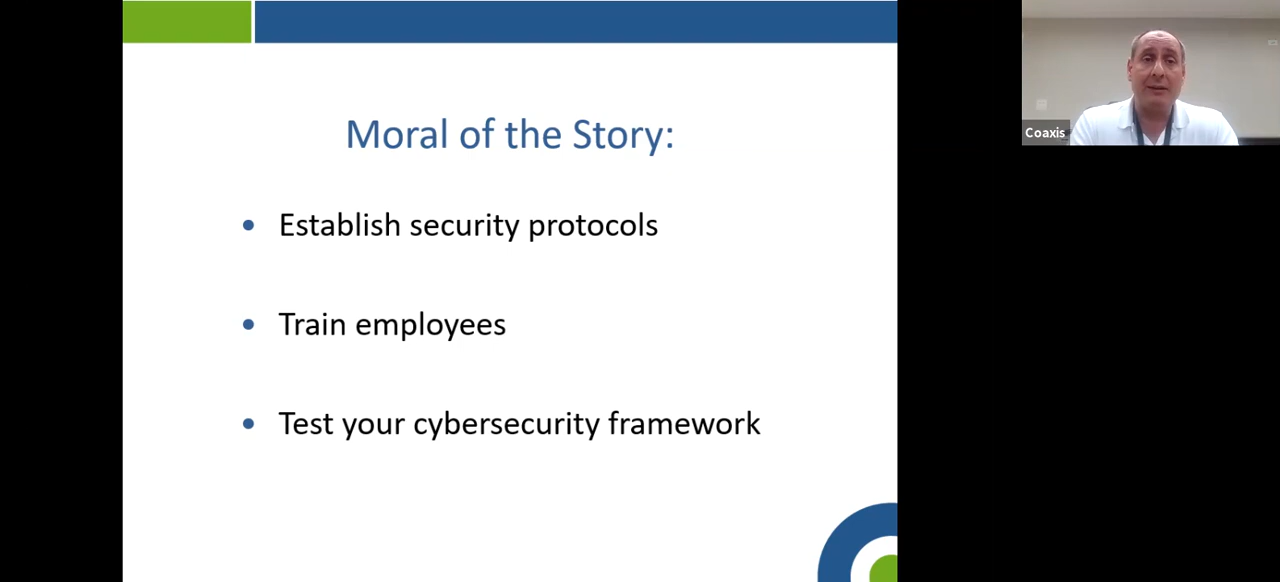 Moral of the Story:
• Establish security protocols
• Train employees
• Test your cybersecurity framework
Coaxis